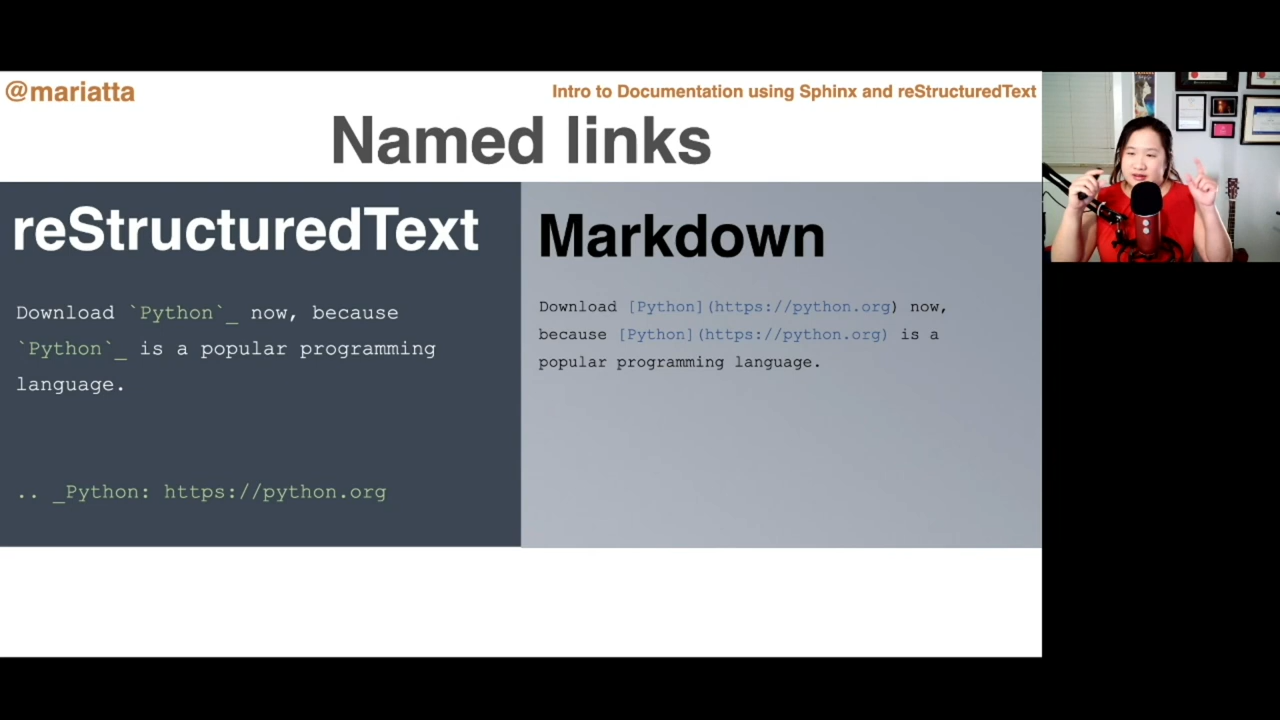 @mariatta
Intro to Documentation using Sphinx and reStructuredText
Named links
reStructuredText
Download `Python`_ now, because
`Python`_ is a popular programming
language.
.. _Python: https://python.org
Markdown
Download [Python](https://python.org) now,
because [Python](https://python.org) is a
popular programming language.